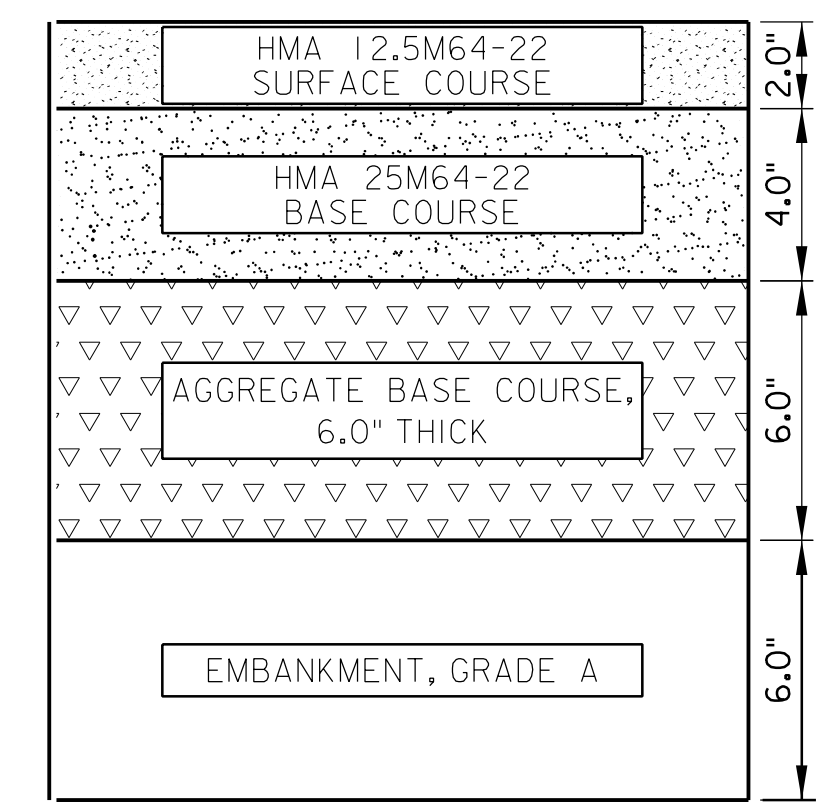 HMA 12.5M64-22
SURFACE COURSE
2.0"
HMA 25M64-22
BASE COURSE
4.0"
AGGREGATE BASE COURSE,
6.0" THICK
6.0"
EMBANKMENT, GRADE A
6.0"